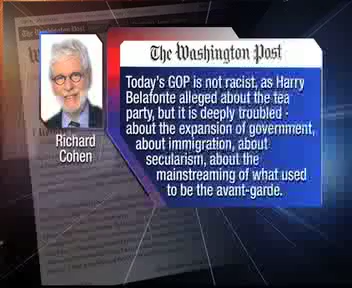 The Washington Post
Today's GOP is not racist, as Harry
Belafonte alleged about the tea
party, but it is deeply troubled -
about the expansion of government,
about immigration, about
secularism, about the
mainstreaming of what used
to be the avant-garde.
Richard
Cohen